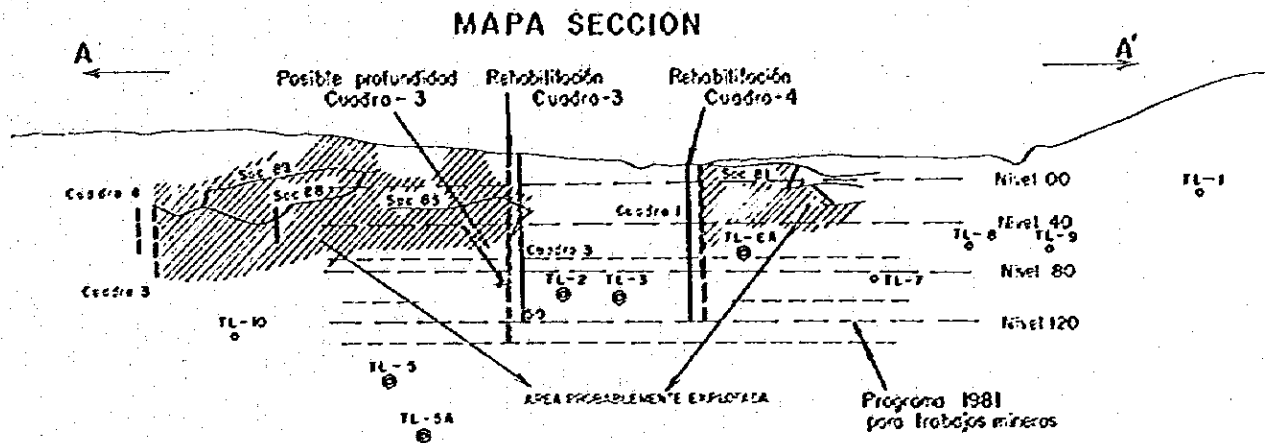 MAPA SECCION
A
A'
Posible profundidad
Cuadro-3
Rehabilitación
Cuadro-3
Rehabilitación
Cuadro-4
Scc 83
Scc 88
Scc 85
Scc 81
Nivel 00
TL-1
Cuadro 1
Nivel 40
TL-6A
TL-8
TL-9
Cuadro 3
Cuadro 3
TL-2
TL-3
Nivel 80
TL-7
Nivel 120
TL-10
TL-5
AREA PROBABLEMENTE EXPLOTADA
TL-5A
Programa 1981
para trabajos mineros